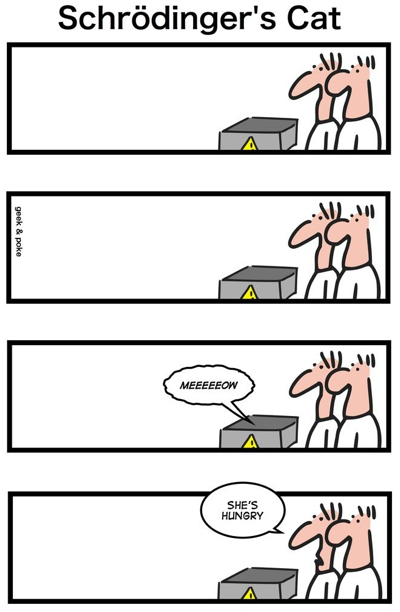 Schrödinger's Cat
geek & poke
MEEEEEOW
SHE'S
HUNGRY